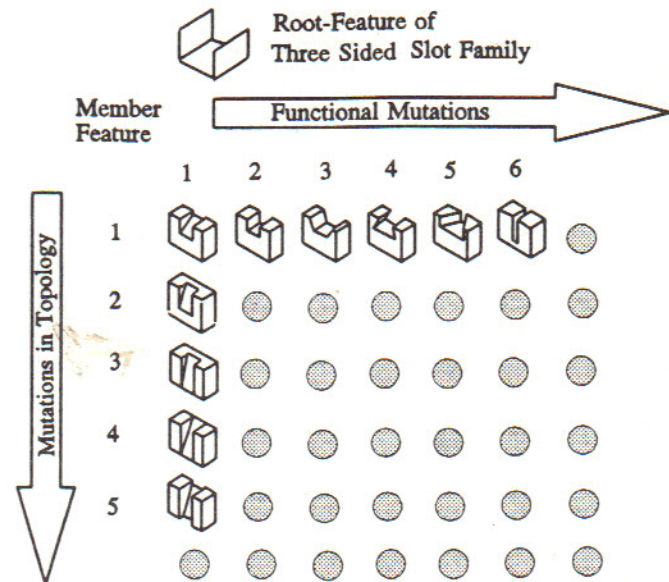 Root-Feature of
Three Sided Slot Family
Member
Feature
Functional Mutations
1 2 3 4 5 6
Mutations in Topology
1
2
3
4
5